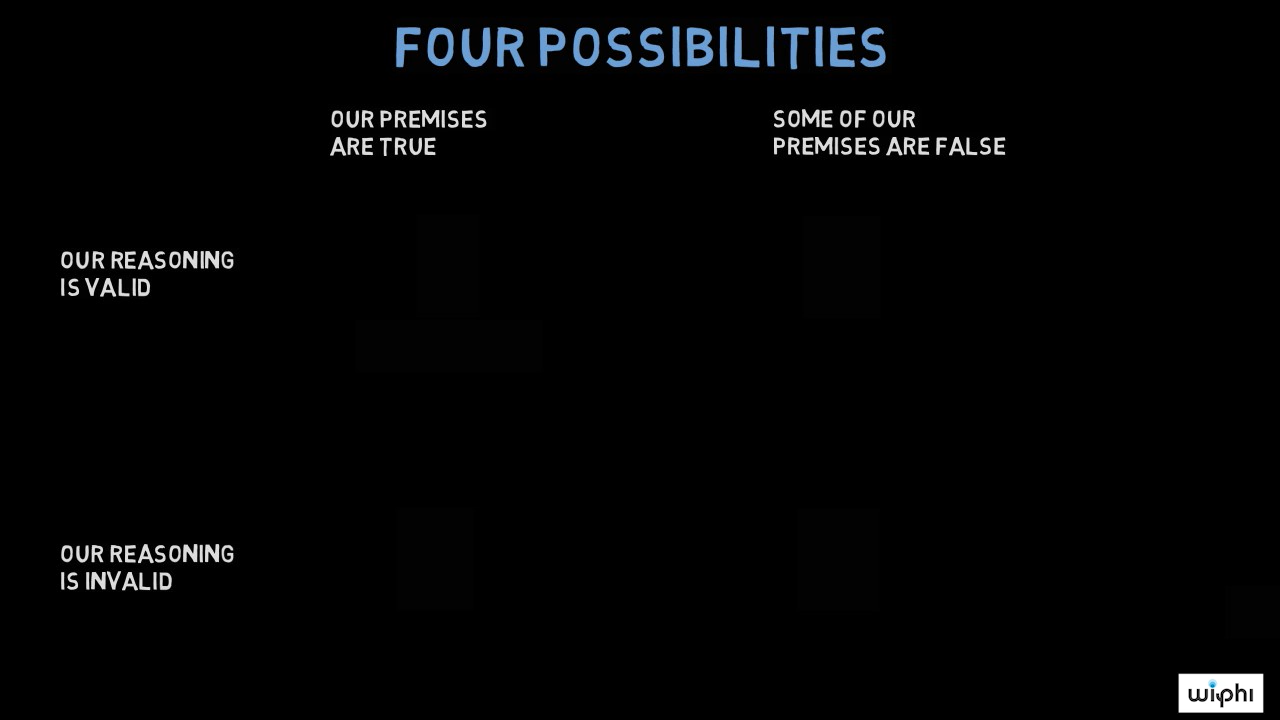 FOUR POSSIBILITIES
OUR PREMISES
ARE TRUE
SOME OF OUR
PREMISES ARE FALSE
OUR REASONING
IS VALID
OUR REASONING
IS INVALID
wiphi